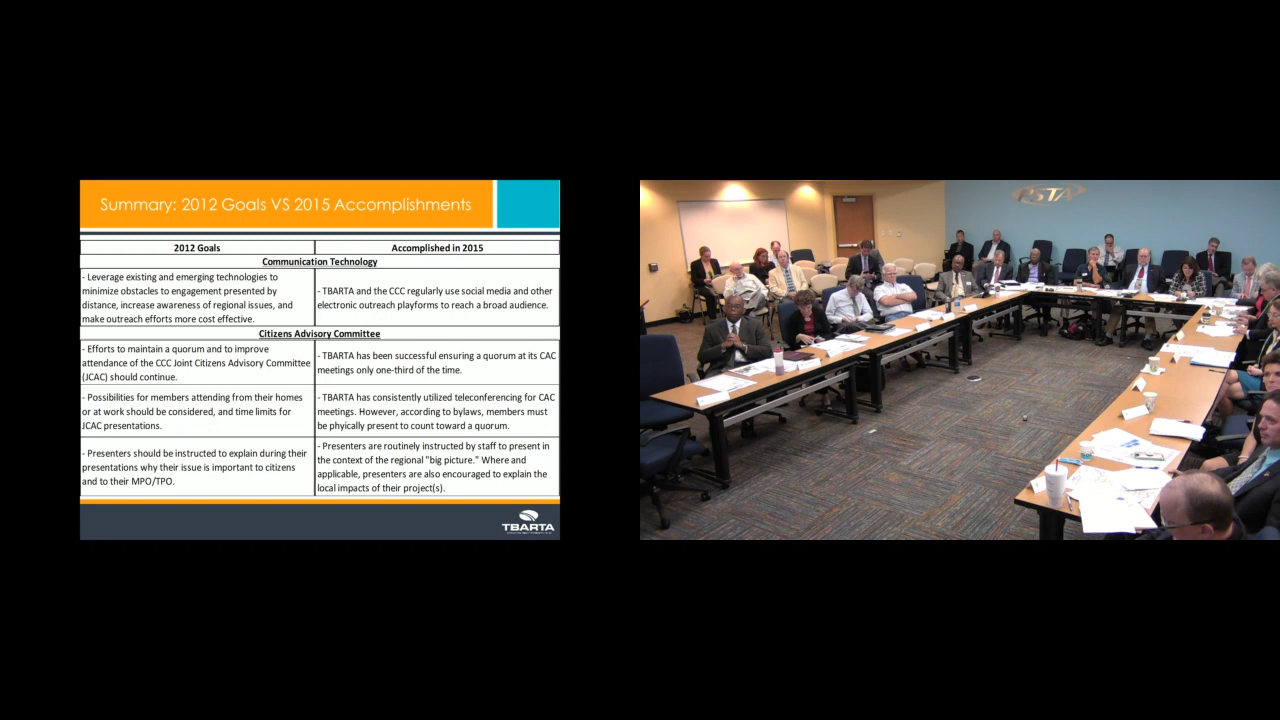 Summary: 2012 Goals VS 2015 Accomplishments
2012 Goals
Accomplished in 2015
Communication Technology
- Leverage existing and emerging technologies to
minimize obstacles to engagement presented by
distance, increase awareness of regional issues, and
make outreach efforts more cost effective.
- TBARTA and the CCC regularly use social media and other
electronic outreach playforms to reach a broad audience.
Citizens Advisory Committee
- Efforts to maintain a quorum and to improve
attendance of the CCC Joint Citizens Advisory Committee
(JCAC) should continue.
- TBARTA has been successful ensuring a quorum at its CAC
meetings only one-third of the time.
- Possibilities for members attending from their homes
or at work should be considered, and time limits for
JCAC presentations.
- TBARTA has consistently utilized teleconferencing for CAC
meetings. However, according to bylaws, members must
be phyically present to count toward a quorum.
- Presenters should be instructed to explain during their
presentations why their issue is important to citizens
and to their MPO/TPO.
- Presenters are routinely instructed by staff to present in
the context of the regional "big picture." Where and
applicable, presenters are also encouraged to explain the
local impacts of their project(s).
TBARTA
PSTA